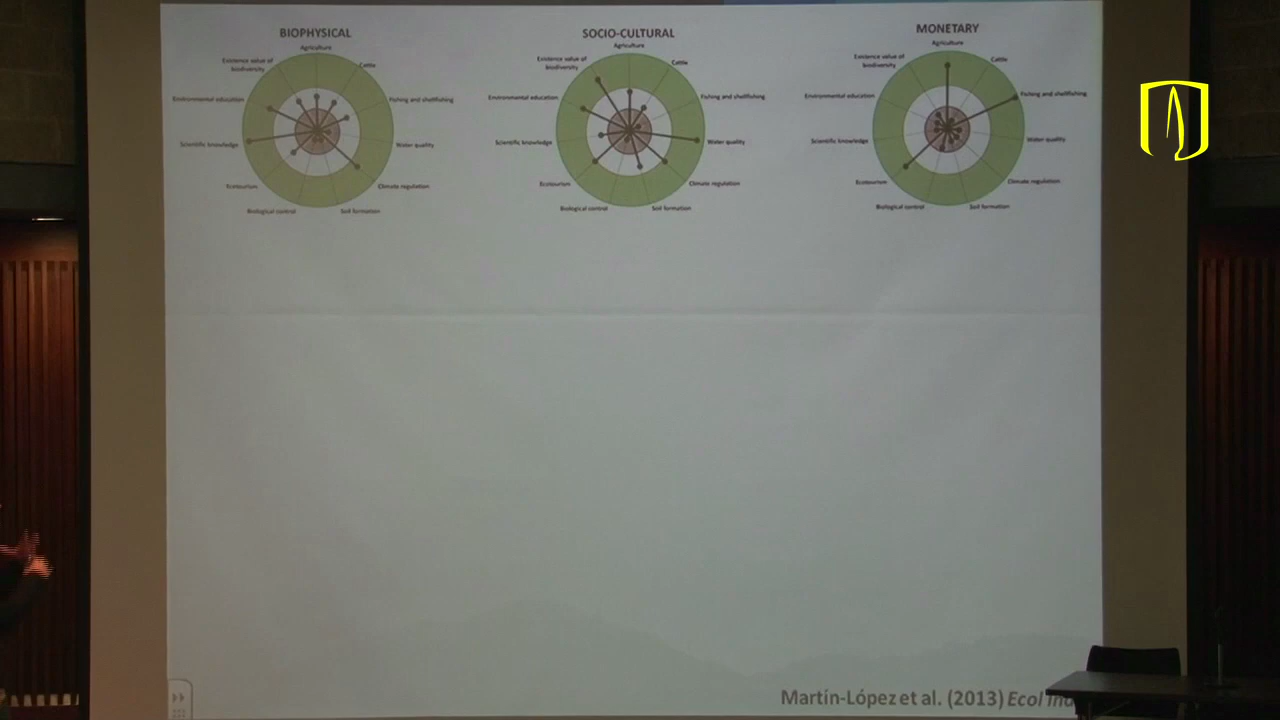 BIOPHYSICAL
Agriculture
Existence value of
biodiversity
Cattle
Environmental education
Fishing and shellfishing
Scientific knowledge
Water quality
Ecotourism
Climate regulation
Biological control
Soil formation
SOCIO-CULTURAL
Agriculture
Existence value of
biodiversity
Cattle
Environmental education
Fishing and shellfishing
Scientific knowledge
Water quality
Ecotourism
Climate regulation
Biological control
Soil formation
MONETARY
Agriculture
Existence value of
biodiversity
Cattle
Environmental education
Fishing and shellfishing
Scientific knowledge
Water quality
Ecotourism
Climate regulation
Biological control
Soil formation
Martín-López et al. (2013) Ecol